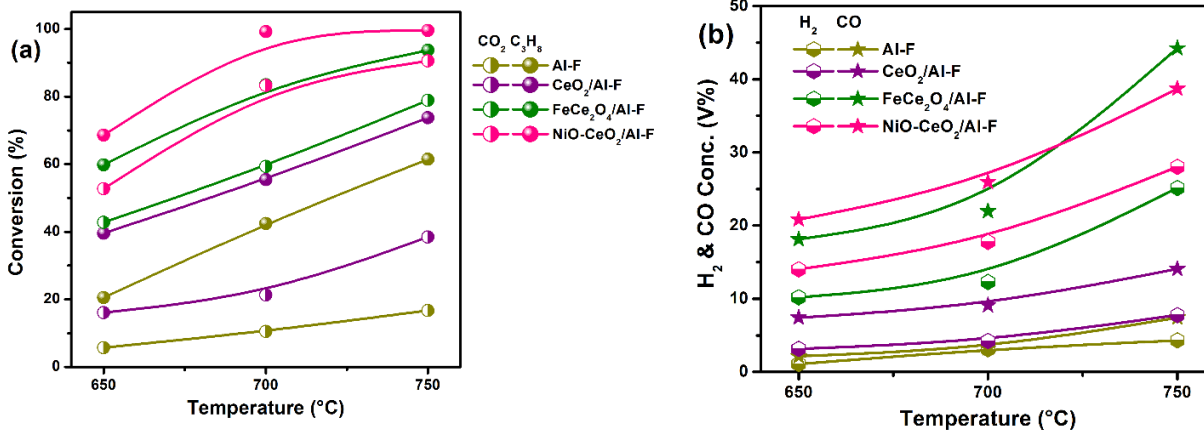 (a)
100
80
60
40
20
0
650
700
750
Conversion (%)
Temperature (°C)
CO₂ C₃H₈
Al-F
CeO₂/Al-F
FeCe₂O₄/Al-F
NiO-CeO₂/Al-F
(b)
50
40
30
20
10
0
650
700
750
H₂ & CO Conc. (V%)
Temperature (°C)
H₂ CO
Al-F
CeO₂/Al-F
FeCe₂O₄/Al-F
NiO-CeO₂/Al-F